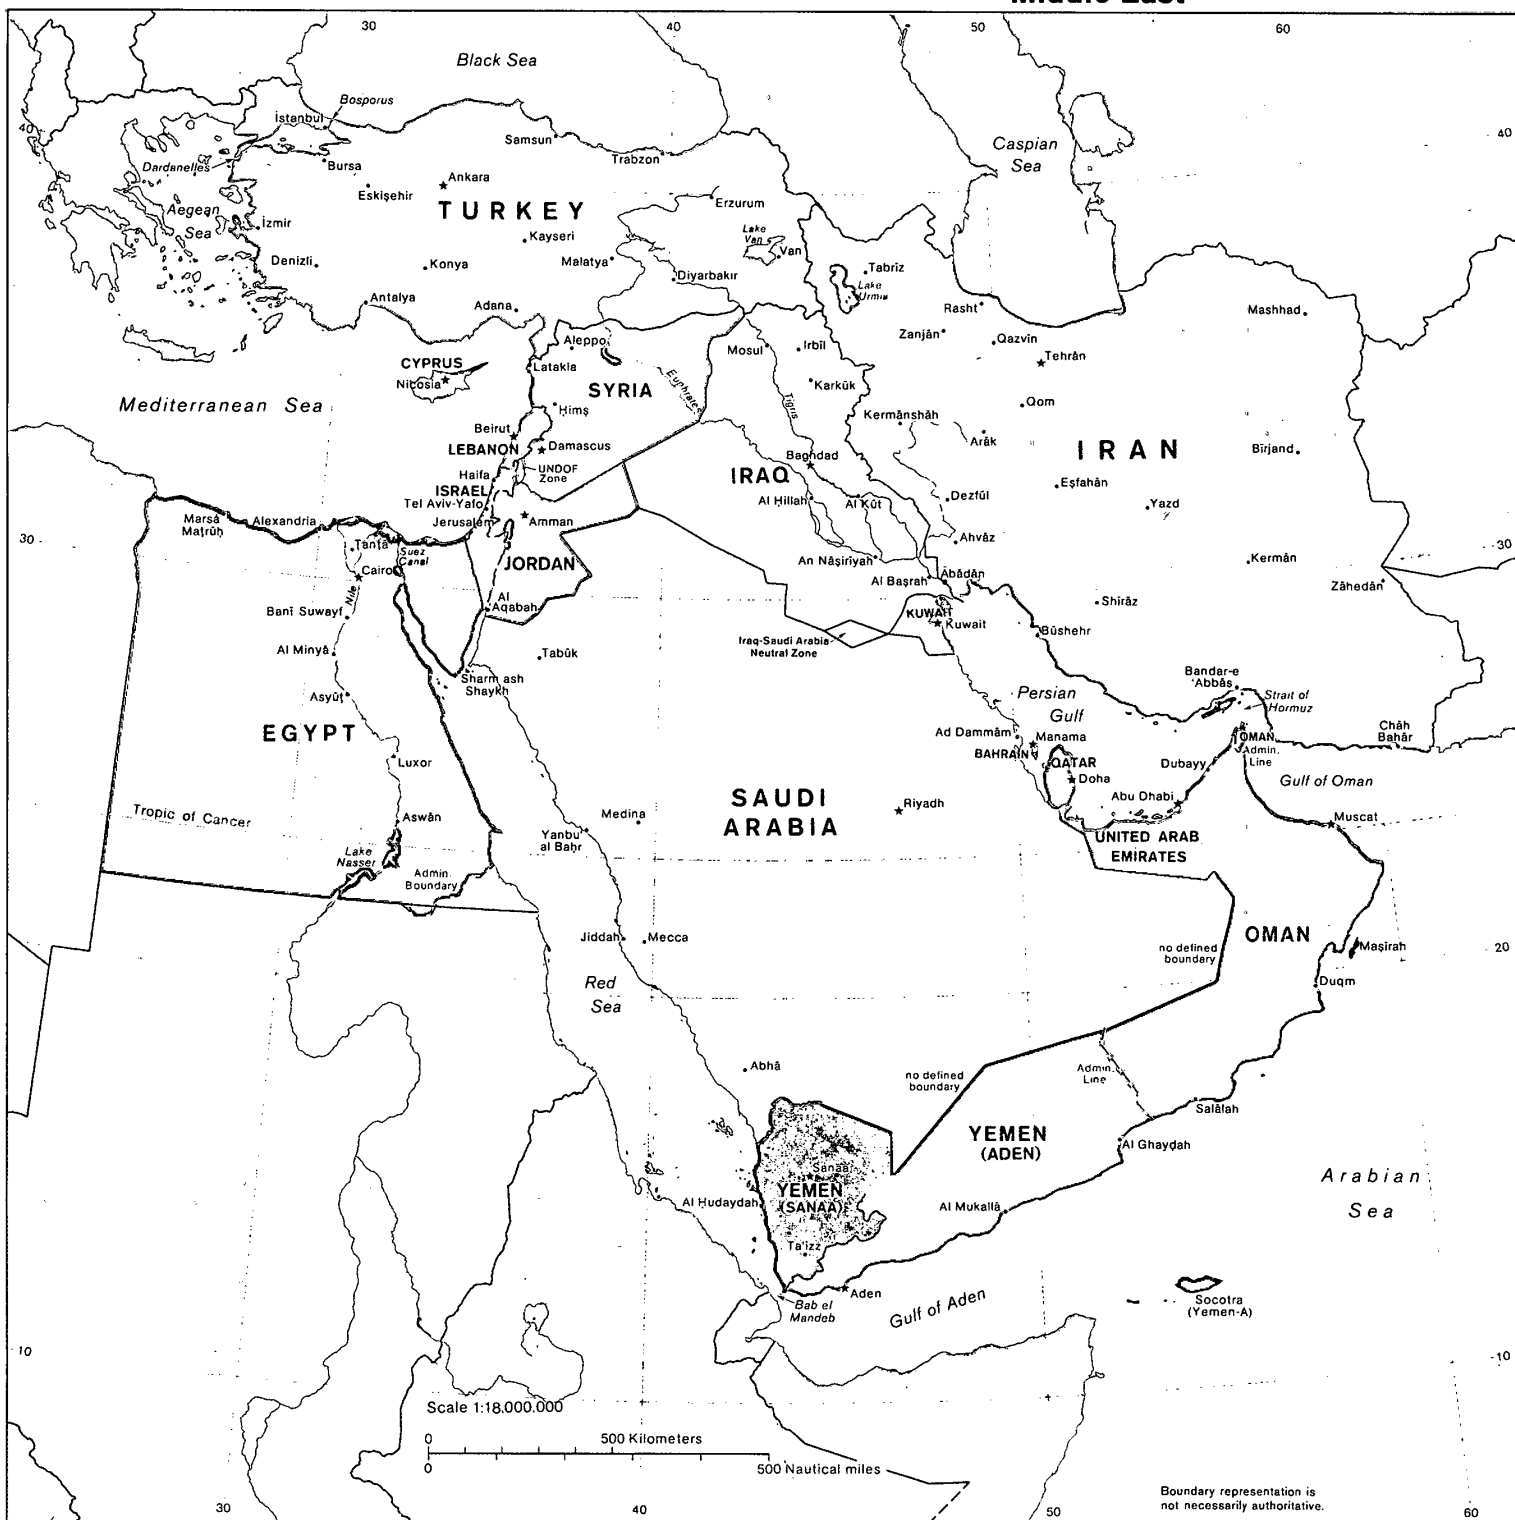 Middle East
30
40
50
60
Black Sea
Bosporus
İstanbul
40
40
Samsun
Trabzon
Caspian
Sea
Dardanelles
Bursa
Ankara
Eskişehir
TURKEY
Erzurum
Aegean
Sea
İzmir
Kayseri
Lake
Van
Van
Denizli
Konya
Malatya
Diyarbakır
Tabrīz
Lake
Urmia
Antalya
Adana
Rasht
Mashhad
Zanjān
Qazvīn
Aleppo
Mosul
Irbīl
Tehrān
CYPRUS
Nicosia
Latakia
SYRIA
Euphrates
Karkūk
Tigris
Mediterranean Sea
Ḥimş
Kermānshāh
Qom
Beirut
Arāk
LEBANON
Damascus
IRAN
Bīrjand
Baghdad
Haifa
UNDOF
Zone
IRAQ
ISRAEL
Eşfahān
Tel Aviv-Yafo
Al Ḥillah
Al Kūt
Dezfūl
Yazd
Marsá
Maţrūḥ
Alexandria
Jerusalem
Amman
30
30
Ţanţā
Suez
Canal
Ahvāz
Cairo
JORDAN
An Nāşirīyah
Kermān
Al Başrah
Ābādān
Zāhedān
Nile
Banī Suwayf
Al
Aqabah
KUWAIT
Kuwait
Shīrāz
Būshehr
Iraq-Saudi Arabia
Neutral Zone
Al Minyā
Tabūk
Sharm ash
Shaykh
Asyūţ
Persian
Gulf
Bandar-e
'Abbās
Strait of
Hormuz
EGYPT
Chāh
Bahār
Ad Dammām
Manama
BAHRAIN
OMAN
Admin.
Line
Luxor
QATAR
Doha
Dubayy
Gulf of Oman
Abu Dhabi
SAUDI
ARABIA
Riyadh
Tropic of Cancer
Aswān
Medina
Yanbu'
al Baḥr
Muscat
UNITED ARAB
EMIRATES
Lake
Nasser
Admin.
Boundary
Jiddah
Mecca
OMAN
no defined
boundary
Maşīrah
20
Duqm
Red
Sea
Abhā
no defined
boundary
Admin.
Line
Salālah
YEMEN
(ADEN)
Al Ghaydah
Sanaa
YEMEN
(SANAA)
Al Ḥudaydah
Al Mukallā
Arabian
Sea
Ta'izz
Aden
Bab el
Mandeb
Gulf of Aden
Socotra
(Yemen-A)
10
10
Scale 1:18,000,000
0
500 Kilometers
0
500 Nautical miles
Boundary representation is
not necessarily authoritative.
30
40
50
60